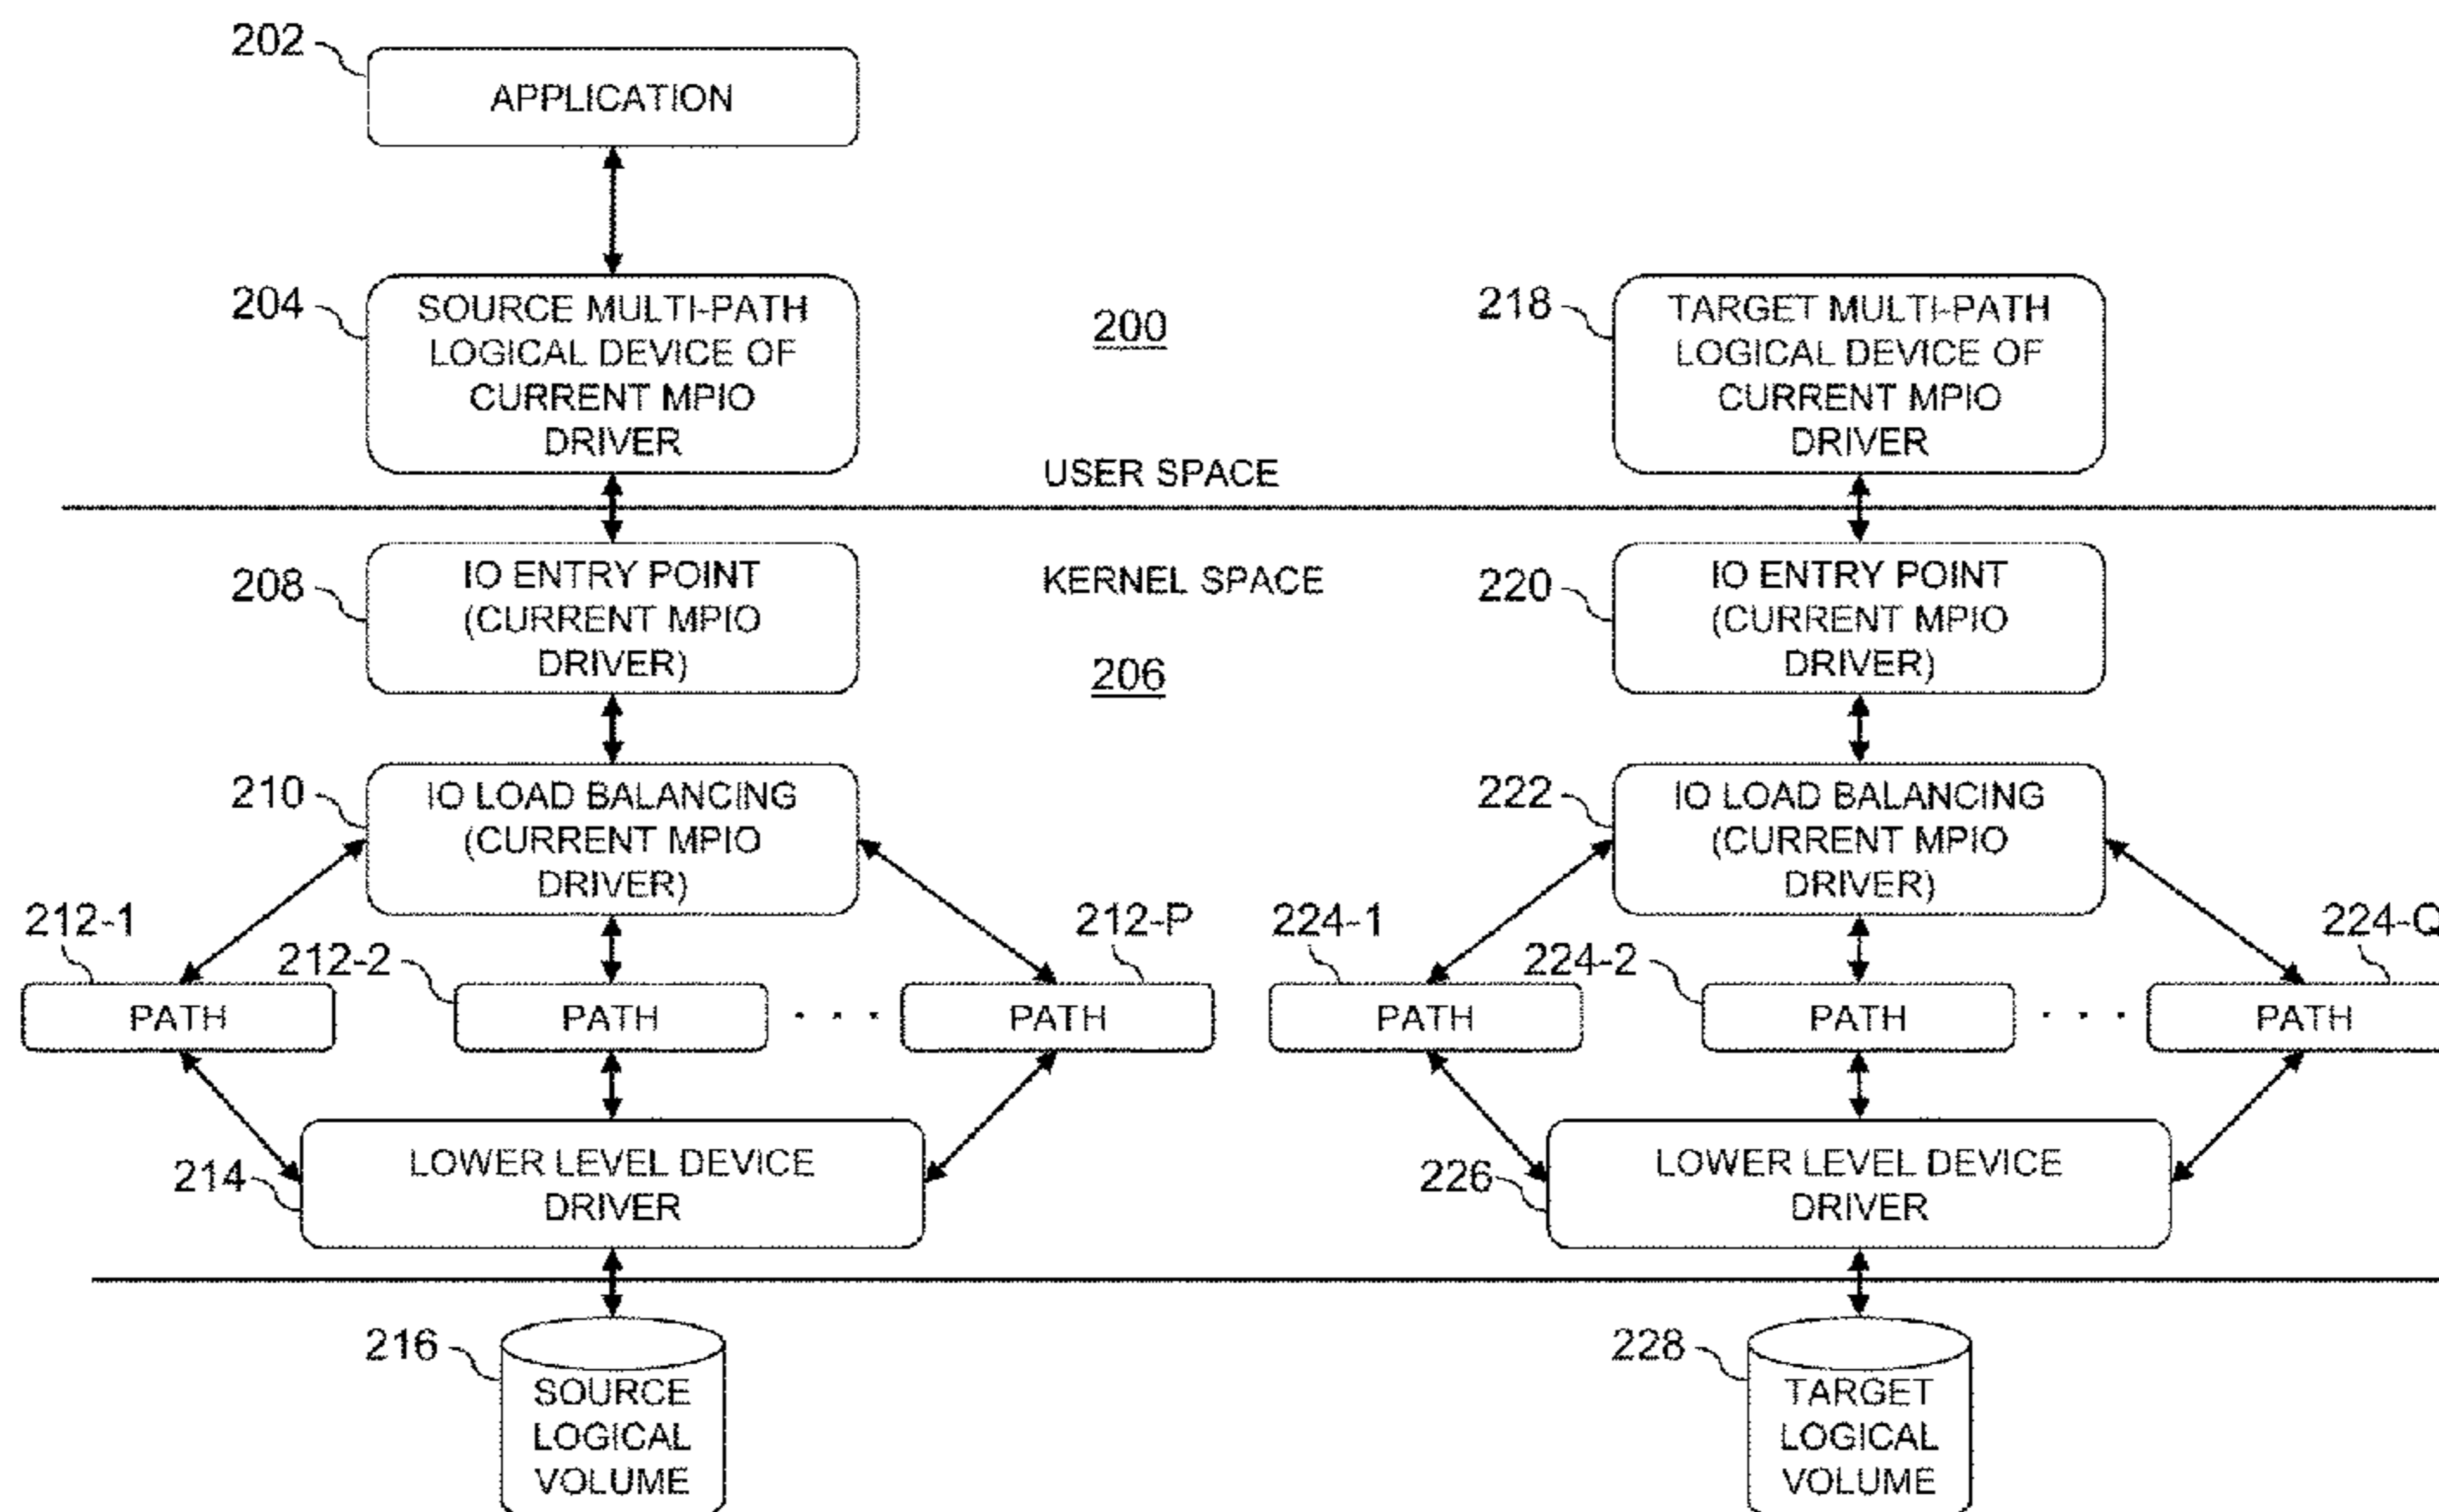 202
APPLICATION
204
SOURCE MULTI-PATH
LOGICAL DEVICE OF
CURRENT MPIO
DRIVER
200
218
TARGET MULTI-PATH
LOGICAL DEVICE OF
CURRENT MPIO
DRIVER
USER SPACE
208
IO ENTRY POINT
(CURRENT MPIO
DRIVER)
KERNEL SPACE
206
220
IO ENTRY POINT
(CURRENT MPIO
DRIVER)
210
IO LOAD BALANCING
(CURRENT MPIO
DRIVER)
222
IO LOAD BALANCING
(CURRENT MPIO
DRIVER)
212-1
212-2
212-P
224-1
224-2
224-Q
PATH
PATH
. . .
PATH
PATH
PATH
. . .
PATH
214
LOWER LEVEL DEVICE
DRIVER
226
LOWER LEVEL DEVICE
DRIVER
216
SOURCE
LOGICAL
VOLUME
228
TARGET
LOGICAL
VOLUME